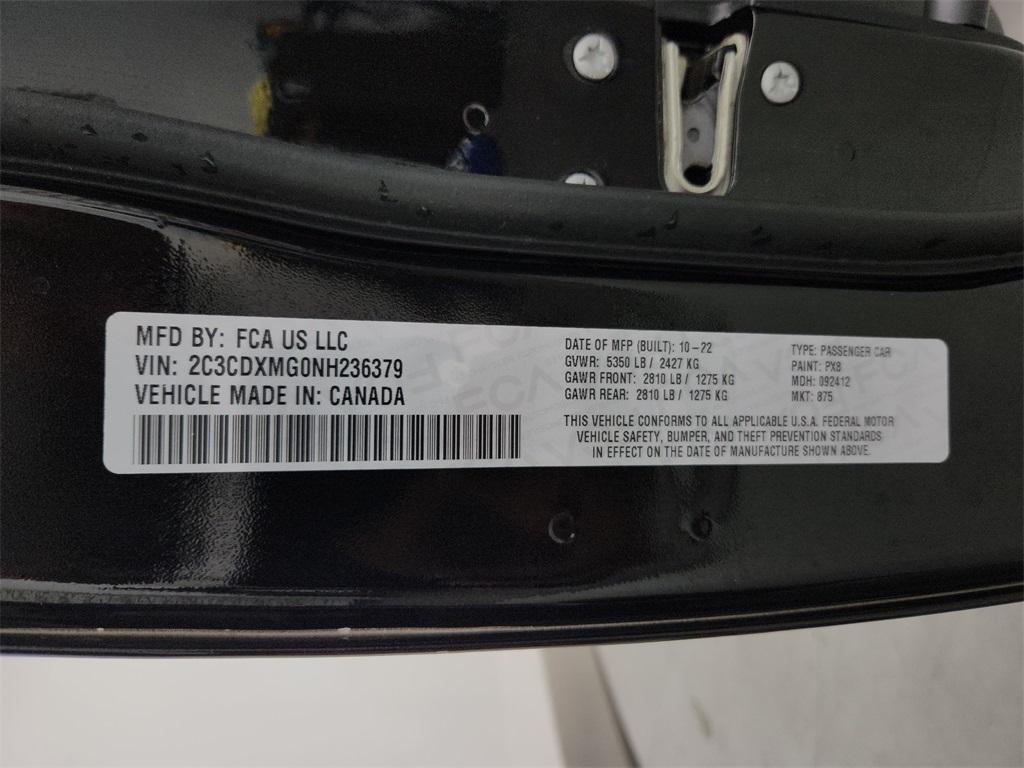 MFD BY: FCA US LLC
VIN: 2C3CDXMG0NH236379
VEHICLE MADE IN: CANADA
DATE OF MFP (BUILT): 10-22
GVWR: 5350 LB / 2427 KG
GAWR FRONT: 2810 LB / 1275 KG
GAWR REAR: 2810 LB / 1275 KG
TYPE: PASSENGER CAR
PAINT: PX8
MDH: 092412
MKT: 875
THIS VEHICLE CONFORMS TO ALL APPLICABLE U.S.A. FEDERAL MOTOR
VEHICLE SAFETY, BUMPER, AND THEFT PREVENTION STANDARDS
IN EFFECT ON THE DATE OF MANUFACTURE SHOWN ABOVE.